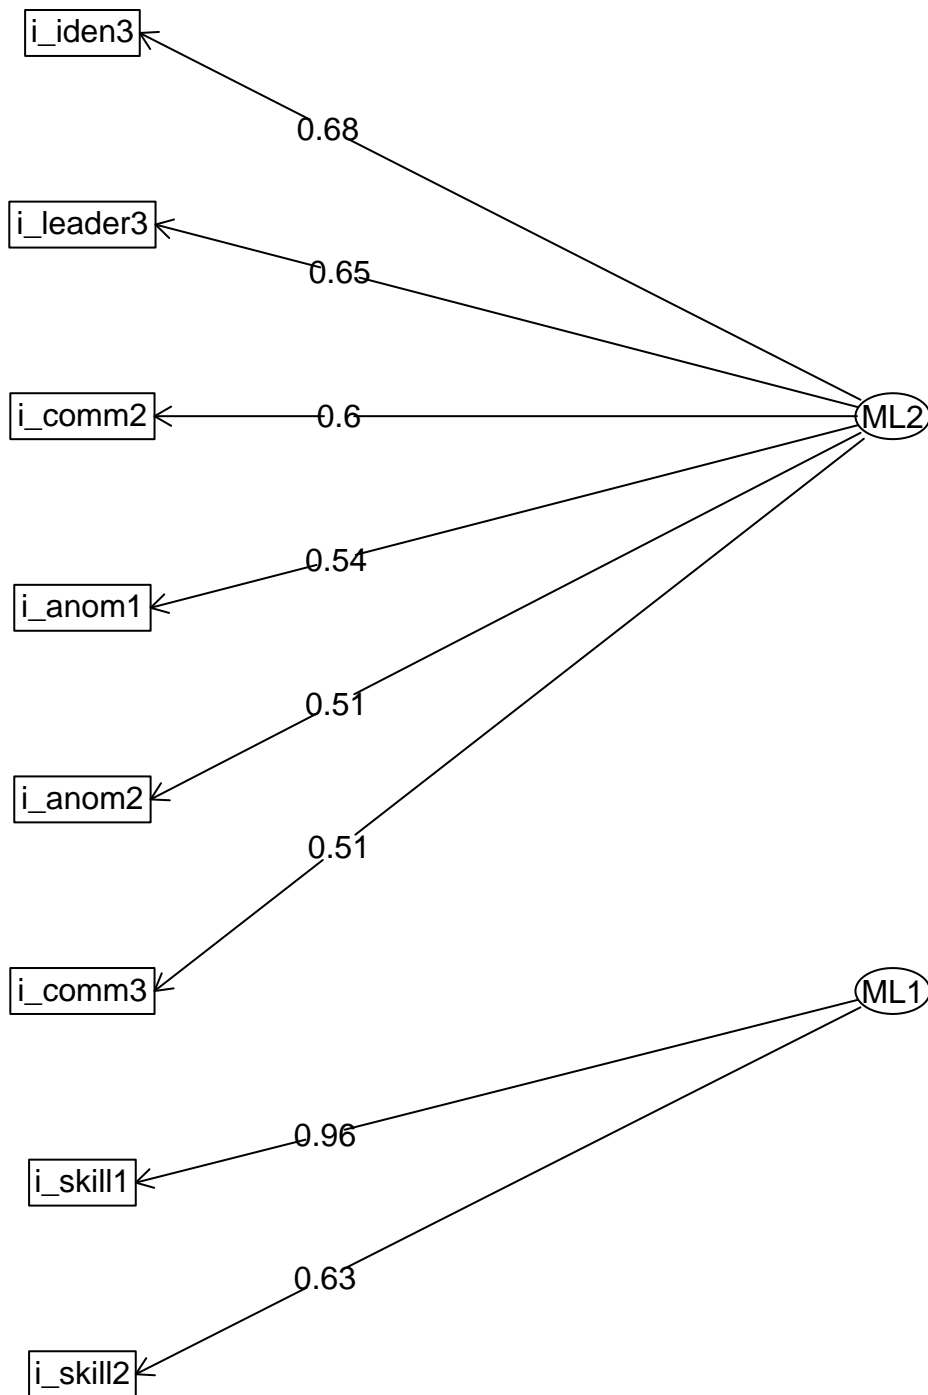 i_iden3
0.68
i_leader3
0.65
i_comm2
0.6
ML2
0.54
i_anom1
0.51
i_anom2
0.51
i_comm3
ML1
0.96
i_skill1
0.63
i_skill2